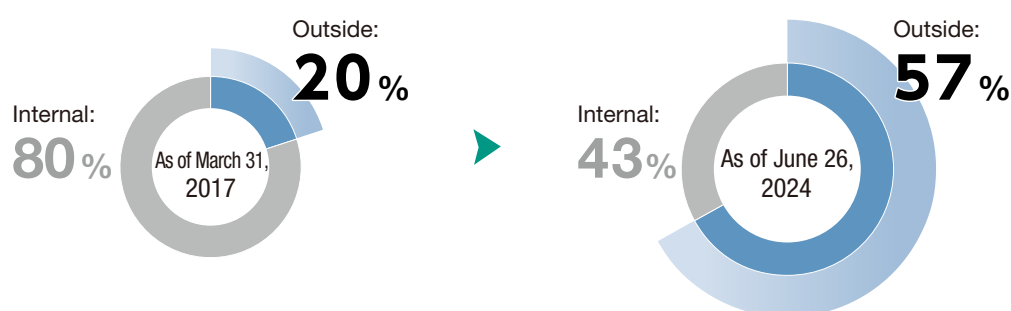 Outside:
20 %
Internal:
80 %
As of March 31,
2017
Outside:
57 %
Internal:
43 %
As of June 26,
2024